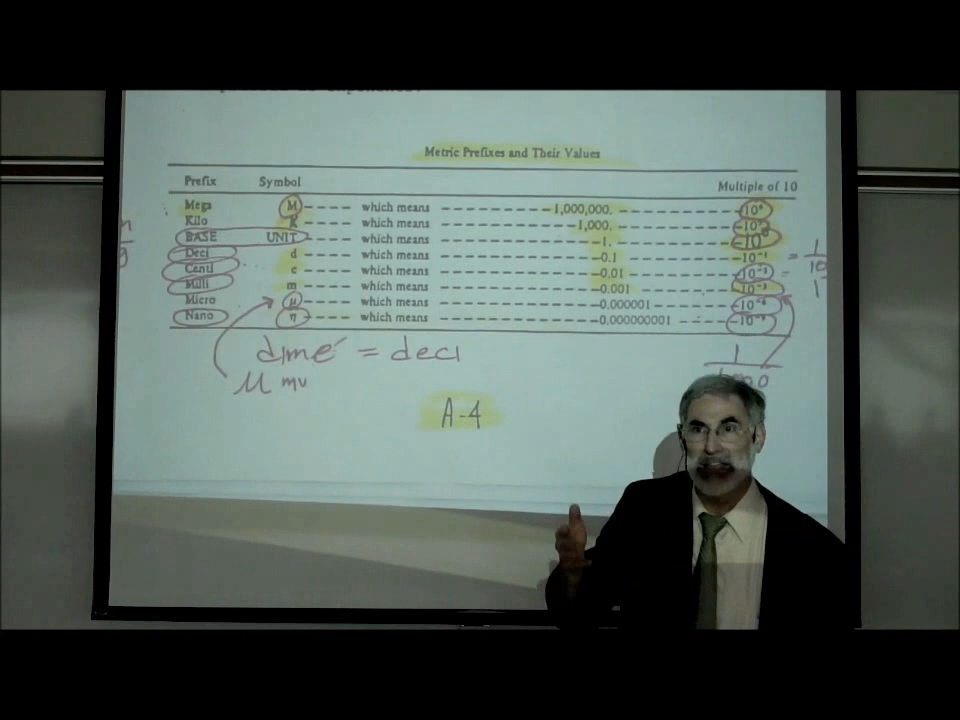 Metric Prefixes and Their Values
Prefix Symbol Multiple of 10
Mega M which means 1,000,000. 10⁶
Kilo K which means 1,000. 10³
BASE UNIT which means 1. 10⁰
Deci d which means 0.1 10⁻¹
Centi c which means 0.01 10⁻²
Milli m which means 0.001 10⁻³
Micro μ which means 0.000001 10⁻⁶
Nano η which means 0.000000001 10⁻⁹
= 1/10
dime = deci
μ mu
A-4